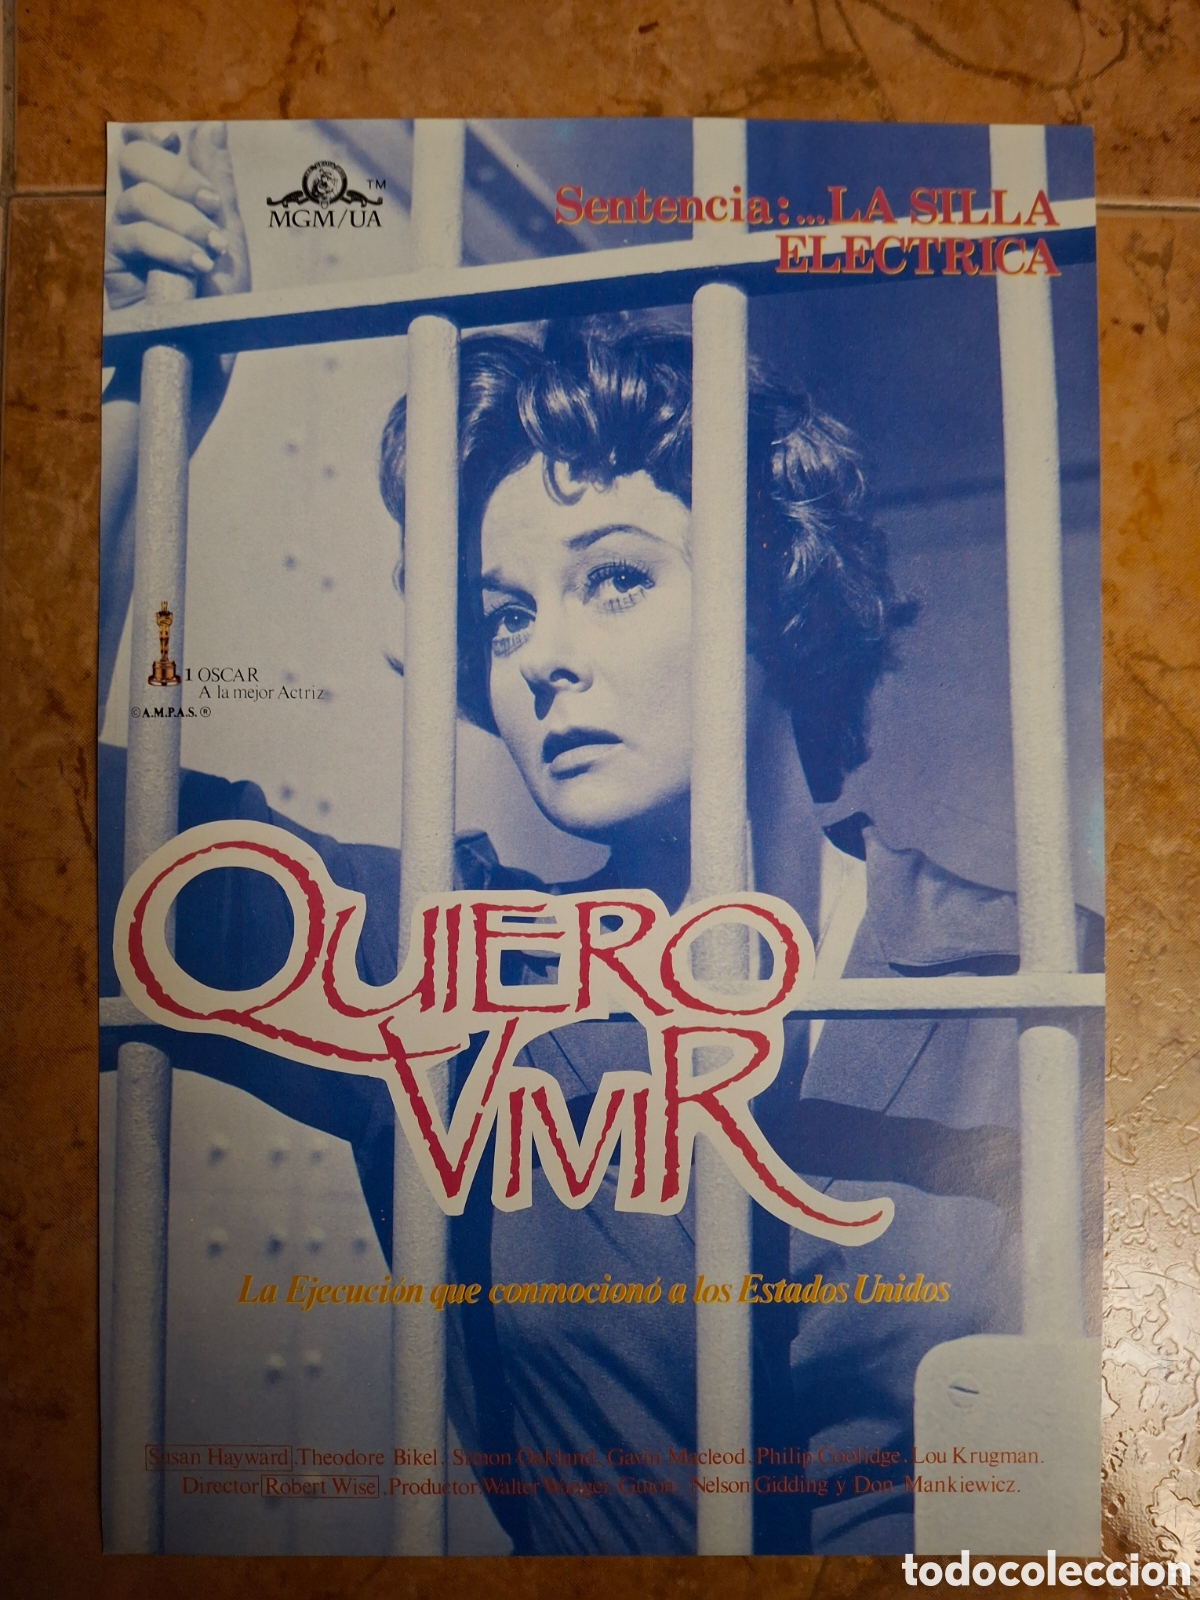 MGM/UA TM
Sentencia:...LA SILLA
ELECTRICA
1 OSCAR
A la mejor Actriz
©A.M.P.A.S.®
QUIERO
VIVIR
La Ejecución que conmocionó a los Estados Unidos
Susan Hayward, Theodore Bikel, Simon Oakland, Gavin Macleod, Philip Coolidge, Lou Krugman.
Director Robert Wise, Productor Walter Wanger, Guion, Nelson Gidding y Don Mankiewicz.
todocoleccion